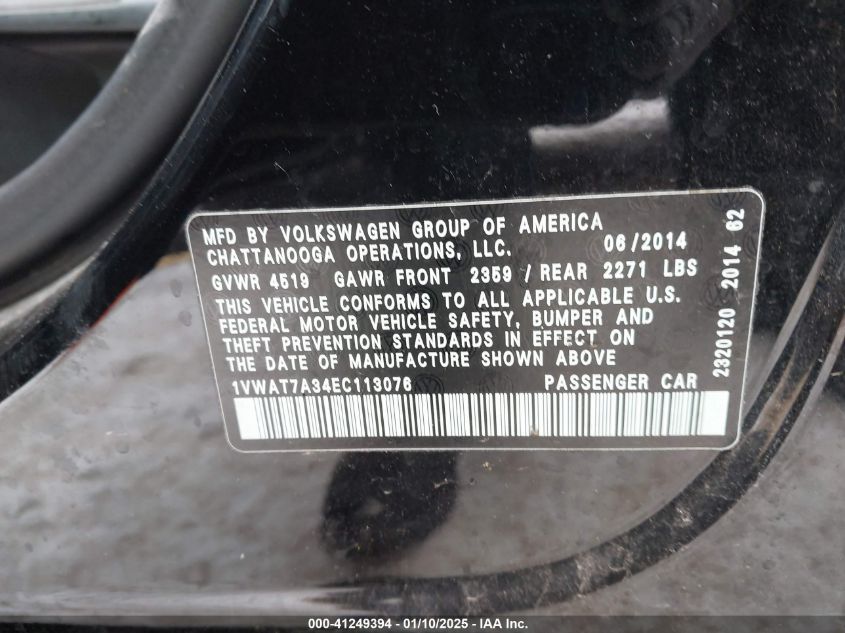 MFD BY VOLKSWAGEN GROUP OF AMERICA
CHATTANOOGA OPERATIONS, LLC. 06/2014
GVWR 4519 GAWR FRONT 2359 / REAR 2271 LBS
THIS VEHICLE CONFORMS TO ALL APPLICABLE U.S.
FEDERAL MOTOR VEHICLE SAFETY, BUMPER AND
THEFT PREVENTION STANDARDS IN EFFECT ON
THE DATE OF MANUFACTURE SHOWN ABOVE
1VWAT7A34EC113076 PASSENGER CAR
2320120 2014 62
000-41249394 - 01/10/2025 - IAA Inc.